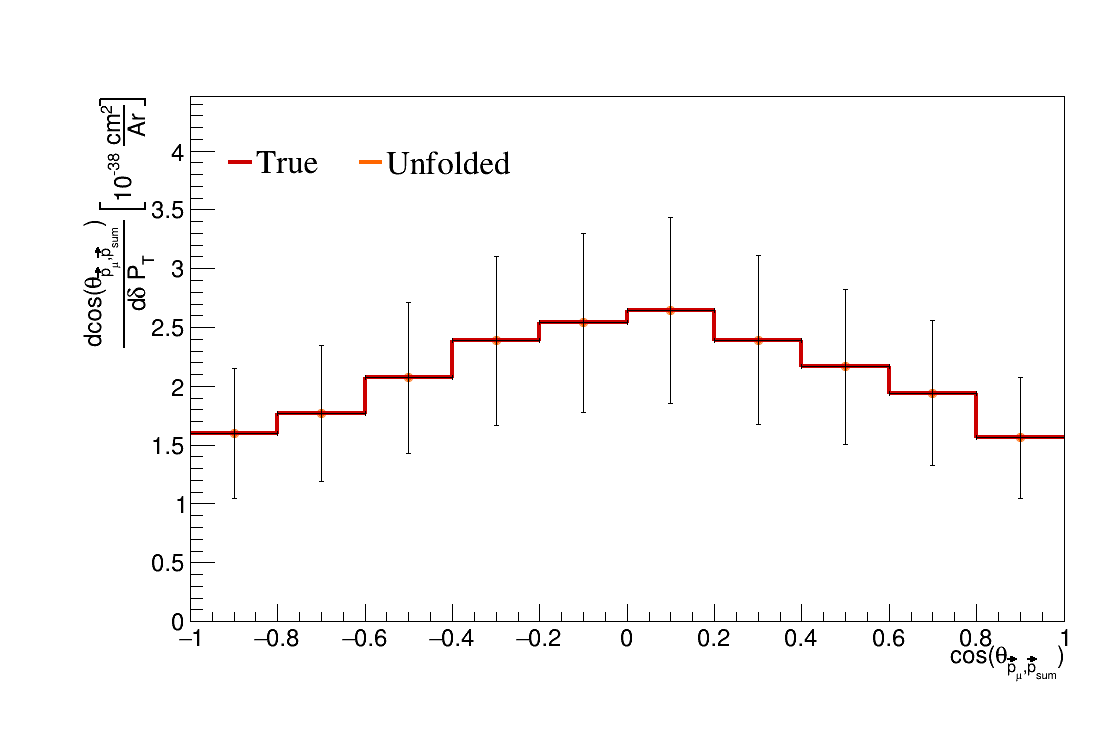 dcos(θ p⃗μ,p⃗sum)
dδ P_T
[10^-38 cm²/Ar]
True
Unfolded
4
3.5
3
2.5
2
1.5
1
0.5
0
−1 −0.8 −0.6 −0.4 −0.2 0 0.2 0.4 0.6 0.8 1
cos(θ p⃗μ,p⃗sum)